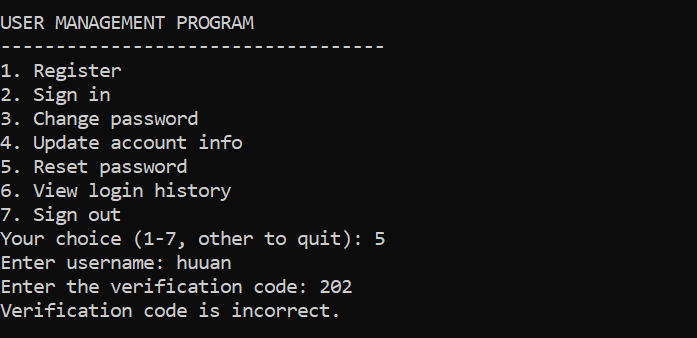 USER MANAGEMENT PROGRAM
-----------------------------------
1. Register
2. Sign in
3. Change password
4. Update account info
5. Reset password
6. View login history
7. Sign out
Your choice (1-7, other to quit): 5
Enter username: huuan
Enter the verification code: 202
Verification code is incorrect.